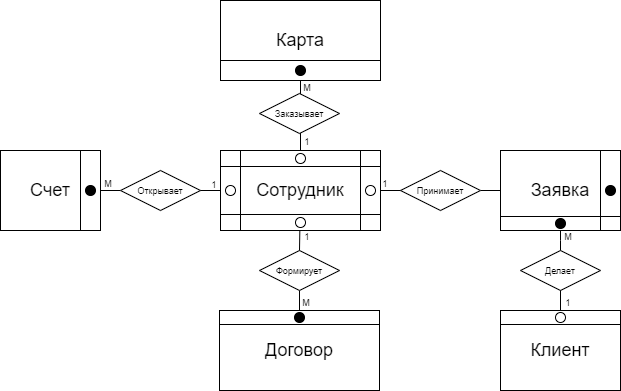 Карта
М
Заказывает
1
Счет
М
Открывает
1
Сотрудник
1
Принимает
Заявка
1
Формирует
М
Договор
М
Делает
1
Клиент